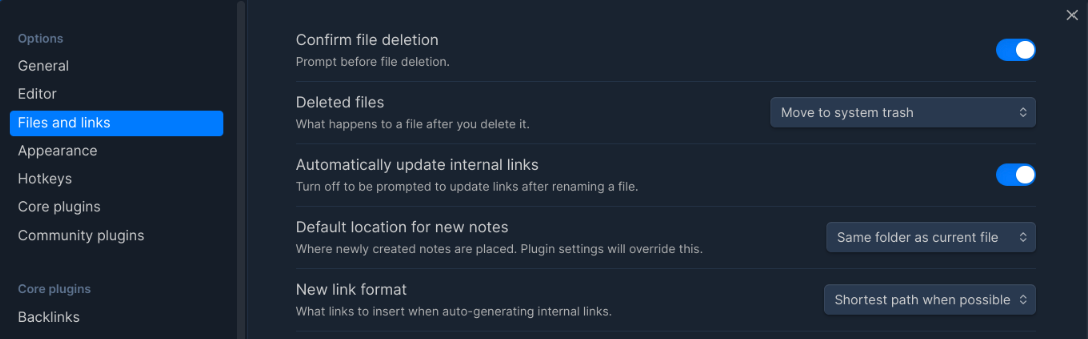 Options
General
Editor
Files and links
Appearance
Hotkeys
Core plugins
Community plugins
Core plugins
Backlinks
Confirm file deletion
Prompt before file deletion.
Deleted files
What happens to a file after you delete it.
Move to system trash
Automatically update internal links
Turn off to be prompted to update links after renaming a file.
Default location for new notes
Where newly created notes are placed. Plugin settings will override this.
Same folder as current file
New link format
What links to insert when auto-generating internal links.
Shortest path when possible